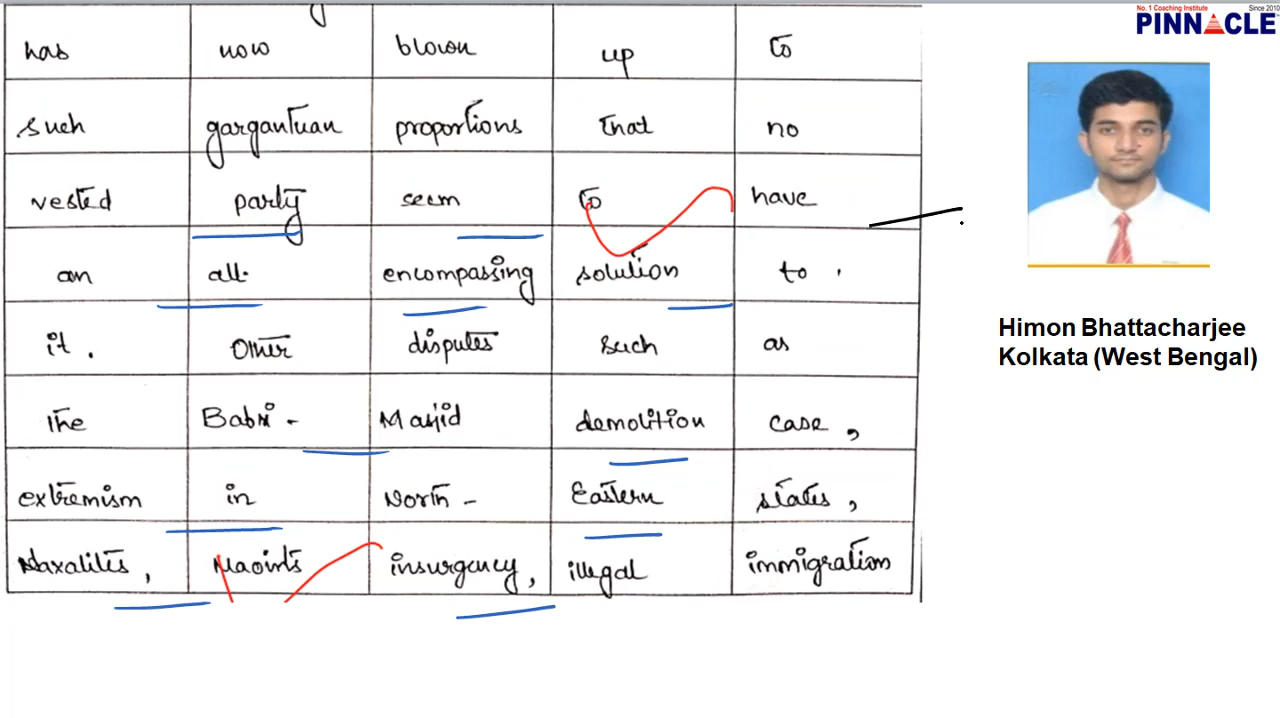 No. 1 Coaching Institute Since 2010
PINNACLE
has now blown up to
such gargantuan proportions that no
vested party seem to have
an all- encompassing solution to
it. Other disputes such as
the Babri- Masjid demolition case,
extremism in North- Eastern states,
Naxalites, Maoints insurgency, illegal immigration
Himon Bhattacharjee
Kolkata (West Bengal)